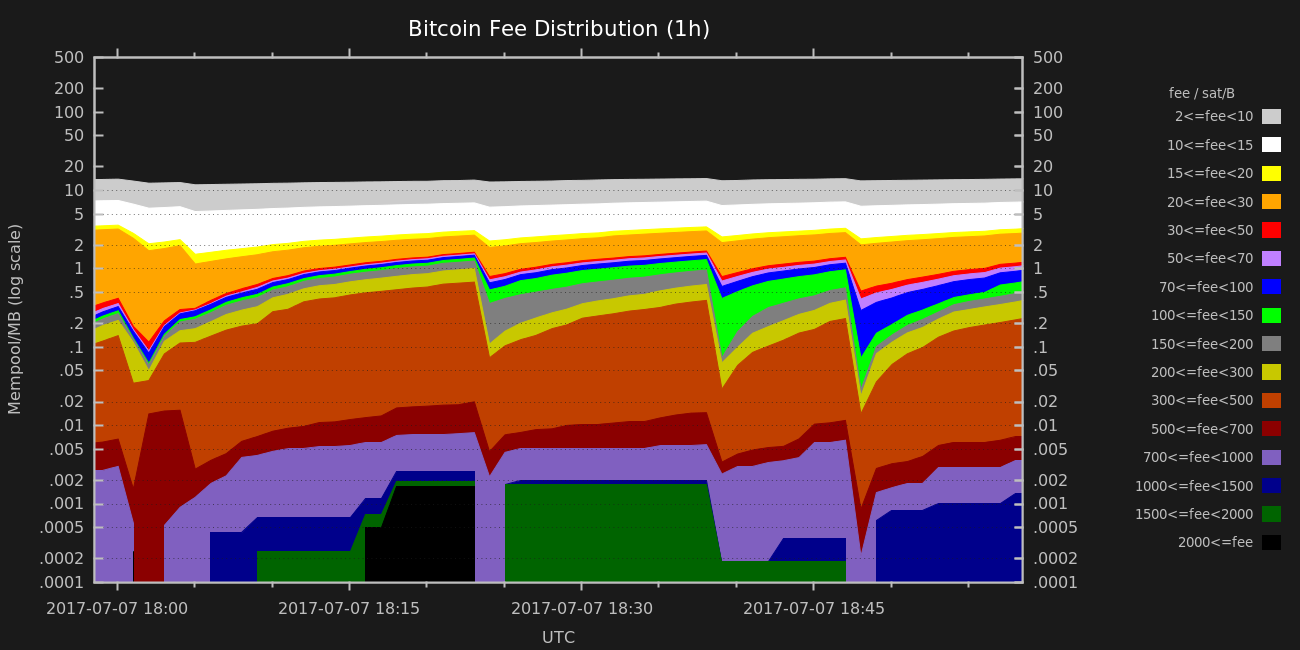 Bitcoin Fee Distribution (1h)
500 500
200 200
100 100
50 50
20 20
10 10
5 5
2 2
1 1
.5 .5
.2 .2
.1 .1
.05 .05
.02 .02
.01 .01
.005 .005
.002 .002
.001 .001
.0005 .0005
.0002 .0002
.0001 .0001
Mempool/MB (log scale)
2017-07-07 18:00 2017-07-07 18:15 2017-07-07 18:30 2017-07-07 18:45
UTC
fee / sat/B
2<=fee<10
10<=fee<15
15<=fee<20
20<=fee<30
30<=fee<50
50<=fee<70
70<=fee<100
100<=fee<150
150<=fee<200
200<=fee<300
300<=fee<500
500<=fee<700
700<=fee<1000
1000<=fee<1500
1500<=fee<2000
2000<=fee